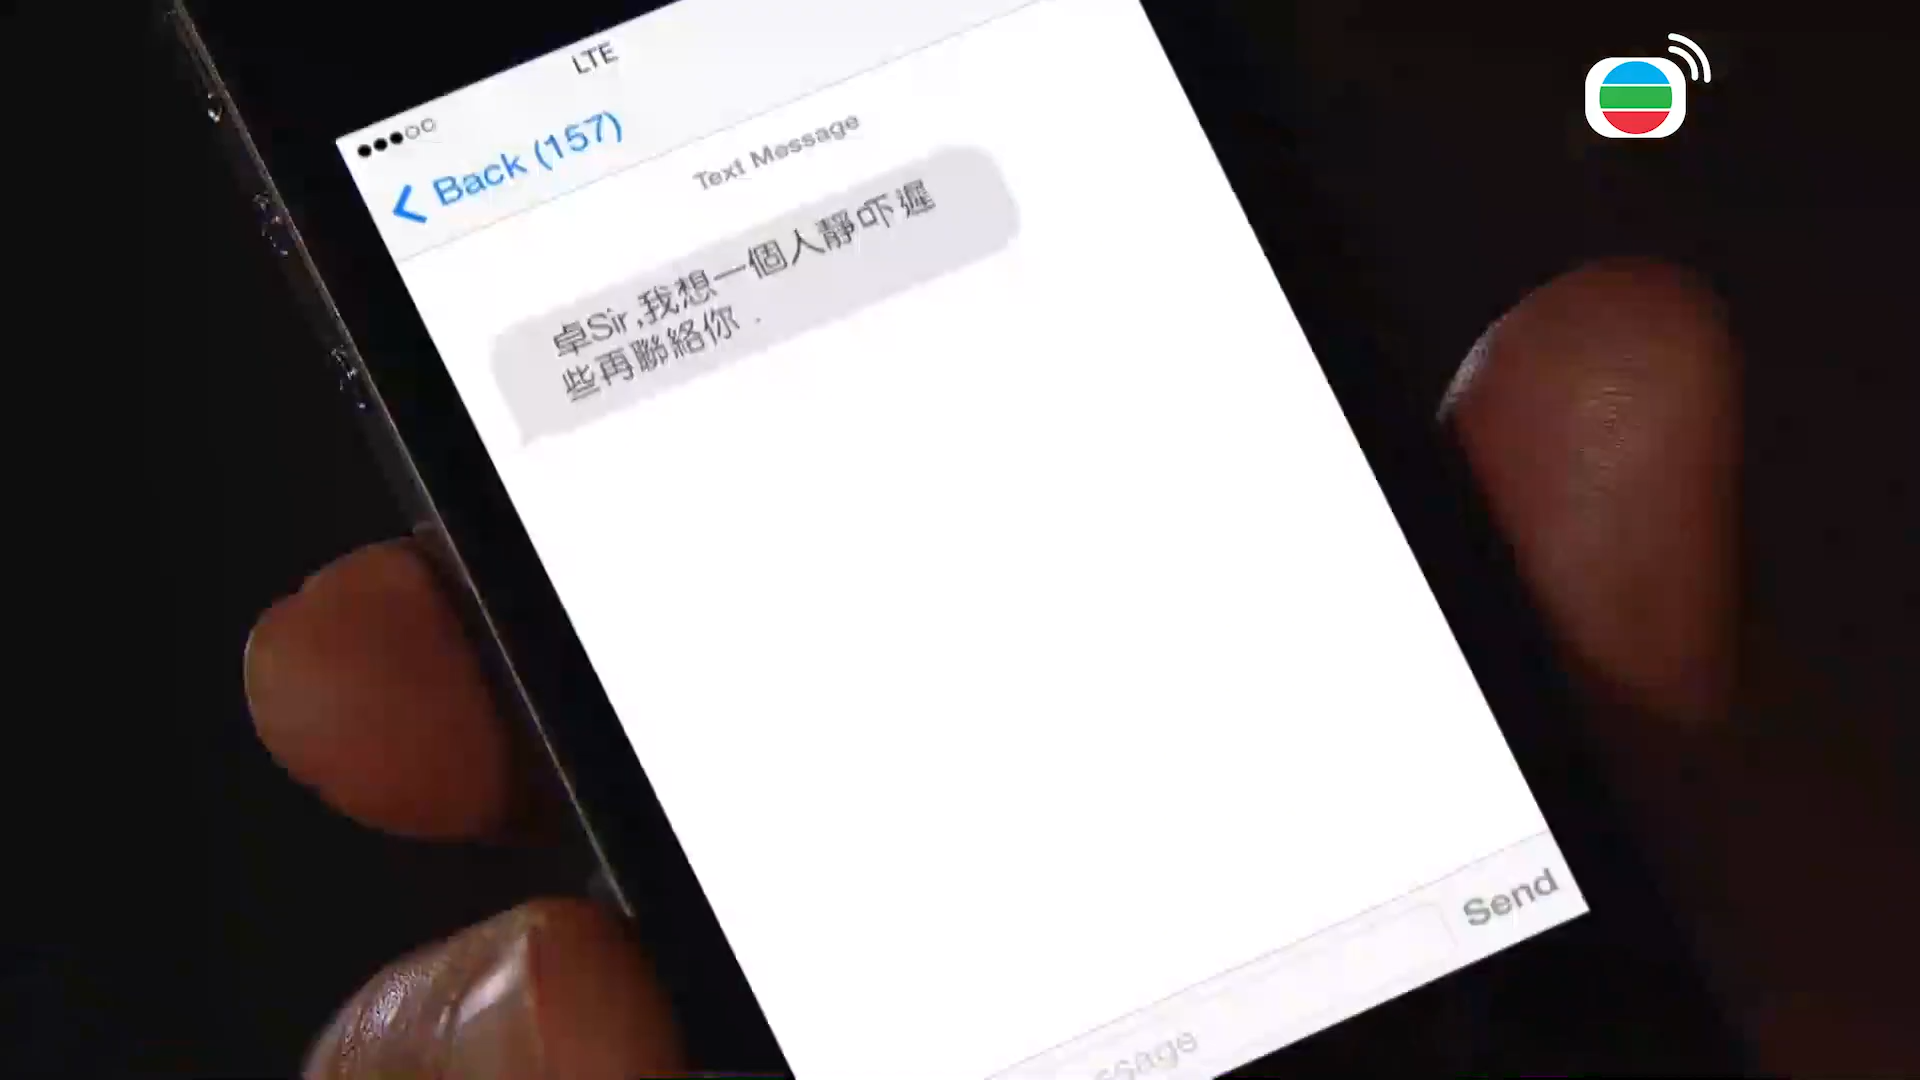 LTE
Back (157)
Text Message
卓Sir,我想一個人靜吓遲
些再聯絡你．
Send